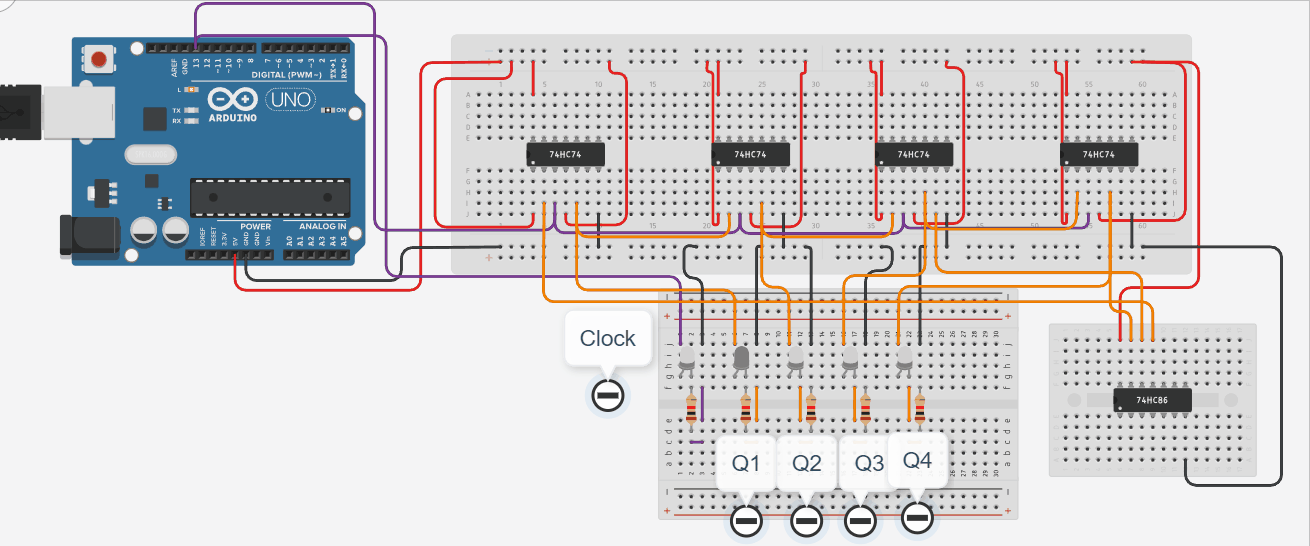 AREF
GND
13
12
~11
~10
~9
8
7
~6
~5
4
~3
2
TX→1
RX←0
DIGITAL (PWM~)
L
TX
RX
ARDUINO
UNO
ON
IOREF
RESET
3.3V
5V
GND
GND
Vin
POWER
A0
A1
A2
A3
A4
A5
ANALOG IN
74HC74
74HC74
74HC74
74HC74
Clock
74HC86
Q1
Q2
Q3
Q4